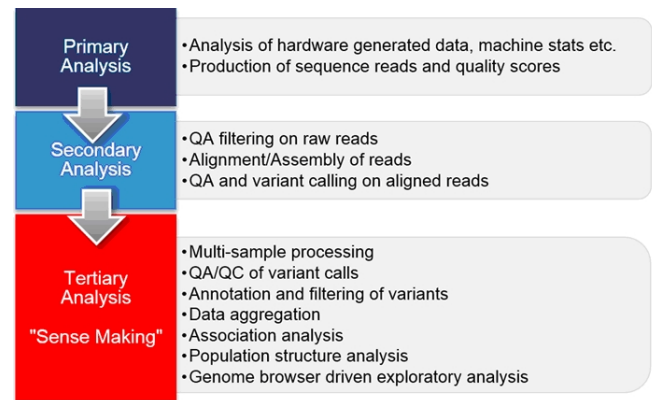 Primary
Analysis
•Analysis of hardware generated data, machine stats etc.
•Production of sequence reads and quality scores
Secondary
Analysis
•QA filtering on raw reads
•Alignment/Assembly of reads
•QA and variant calling on aligned reads
Tertiary
Analysis
"Sense Making"
•Multi-sample processing
•QA/QC of variant calls
•Annotation and filtering of variants
•Data aggregation
•Association analysis
•Population structure analysis
•Genome browser driven exploratory analysis